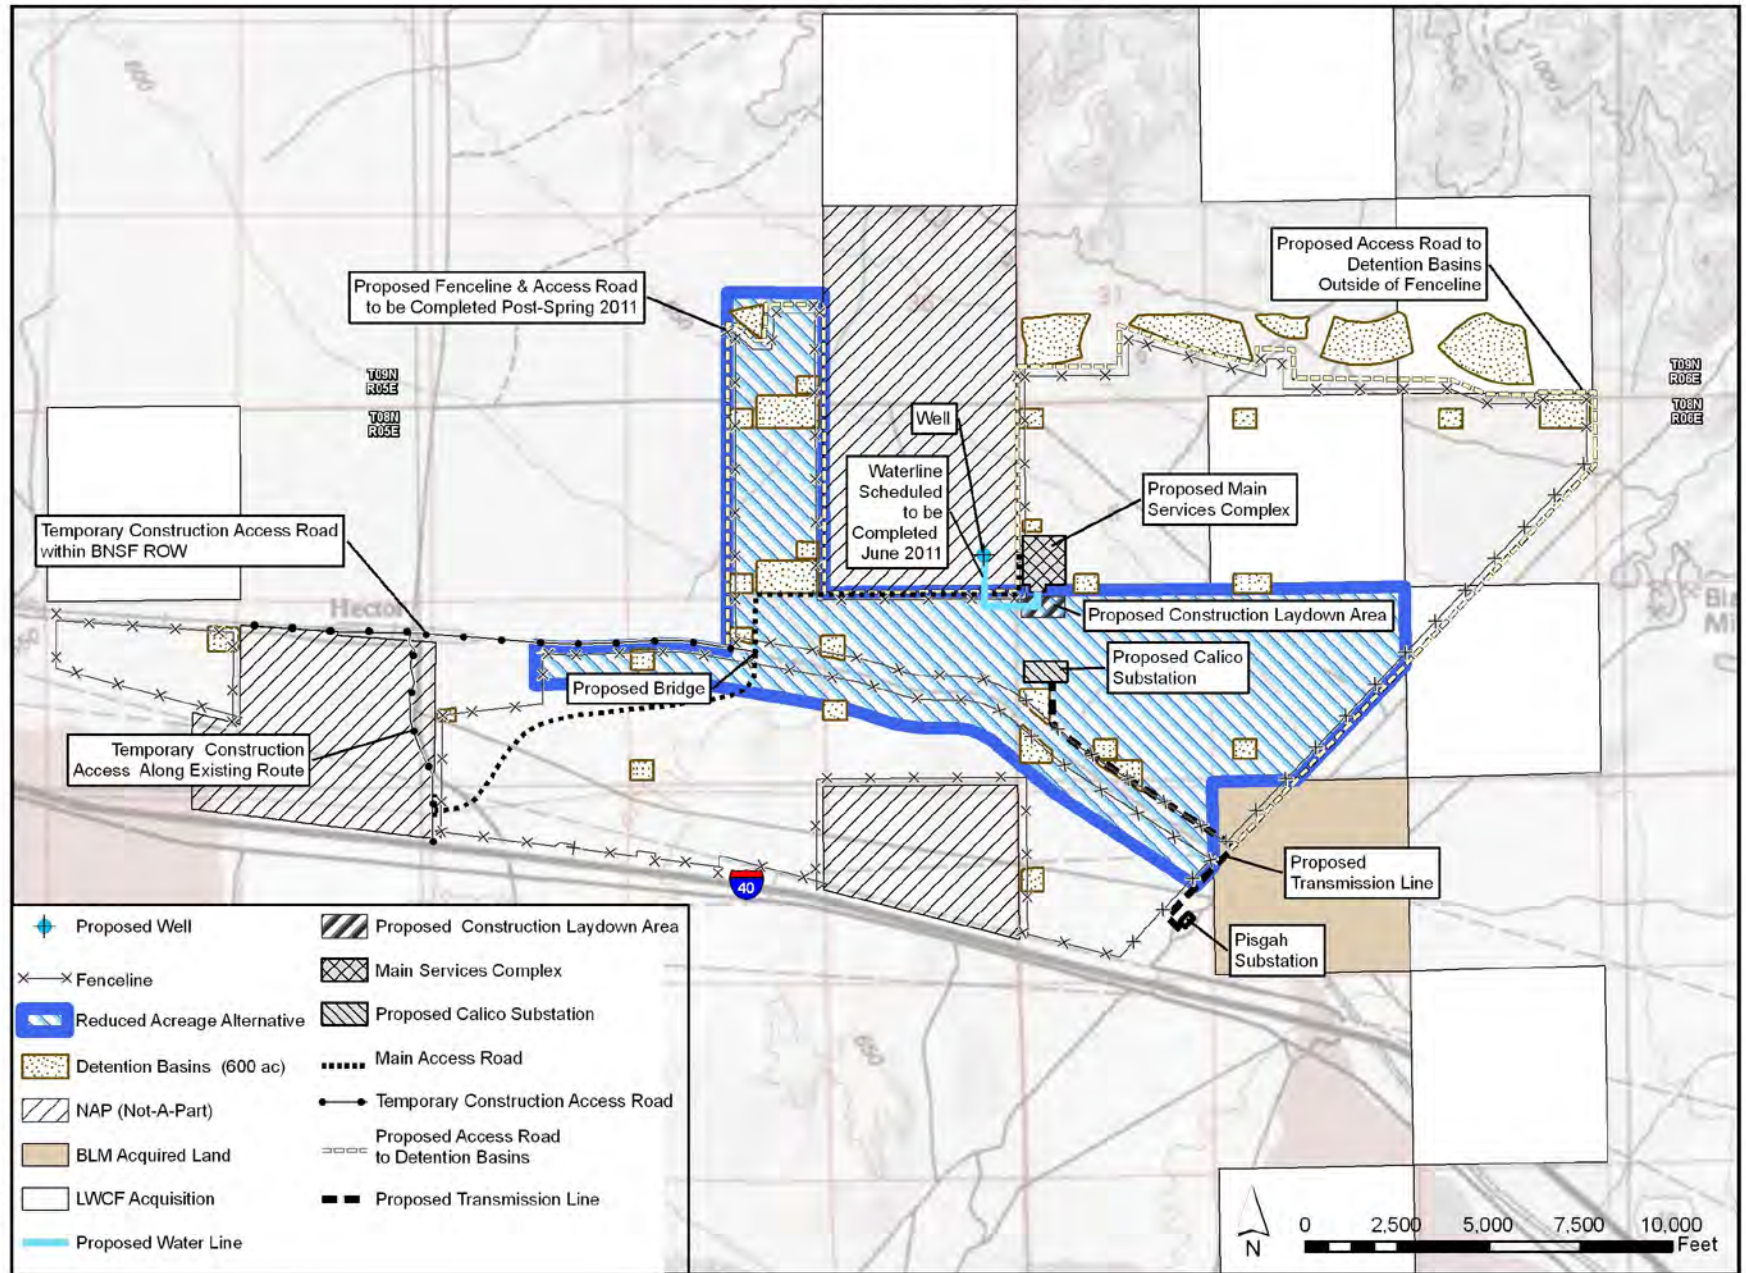 600
1000
Proposed Access Road to
Detention Basins
Outside of Fenceline
Proposed Fenceline & Access Road
to be Completed Post-Spring 2011
31
T09N
R05E
T08N
R05E
T09N
R06E
T08N
R06E
Well
Waterline
Scheduled
to be
Completed
June 2011
Proposed Main
Services Complex
Temporary Construction Access Road
within BNSF ROW
Hector
Proposed Construction Laydown Area
Proposed Calico
Substation
Proposed Bridge
Temporary Construction
Access Along Existing Route
40
Proposed
Transmission Line
Pisgah
Substation
650
Proposed Well
Fenceline
Reduced Acreage Alternative
Detention Basins (600 ac)
NAP (Not-A-Part)
BLM Acquired Land
LWCF Acquisition
Proposed Water Line
Proposed Construction Laydown Area
Main Services Complex
Proposed Calico Substation
Main Access Road
Temporary Construction Access Road
Proposed Access Road
to Detention Basins
Proposed Transmission Line
N
0 2,500 5,000 7,500 10,000
Feet